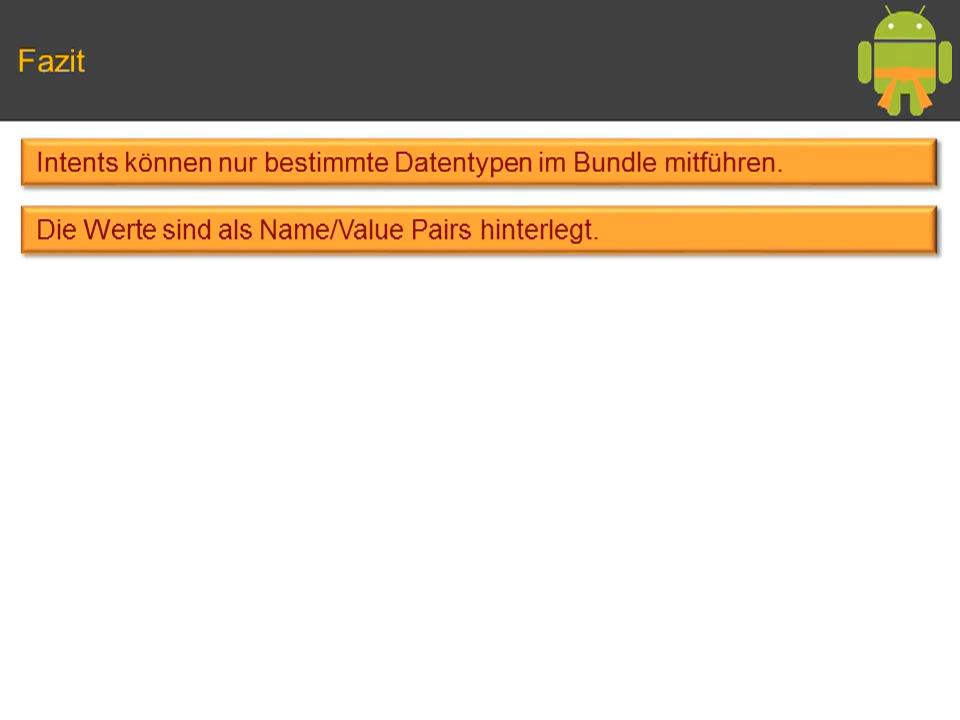 Fazit
Intents können nur bestimmte Datentypen im Bundle mitführen.
Die Werte sind als Name/Value Pairs hinterlegt.